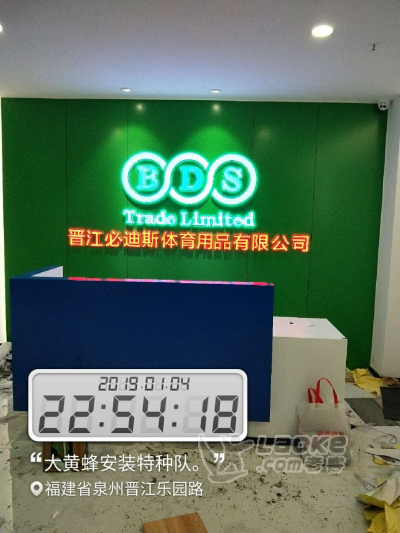 BDS
Trade Limited
晋江必迪斯体育用品有限公司
2019.01.04
22:54:18
“大黄蜂安装特种队。”
福建省泉州晋江乐园路